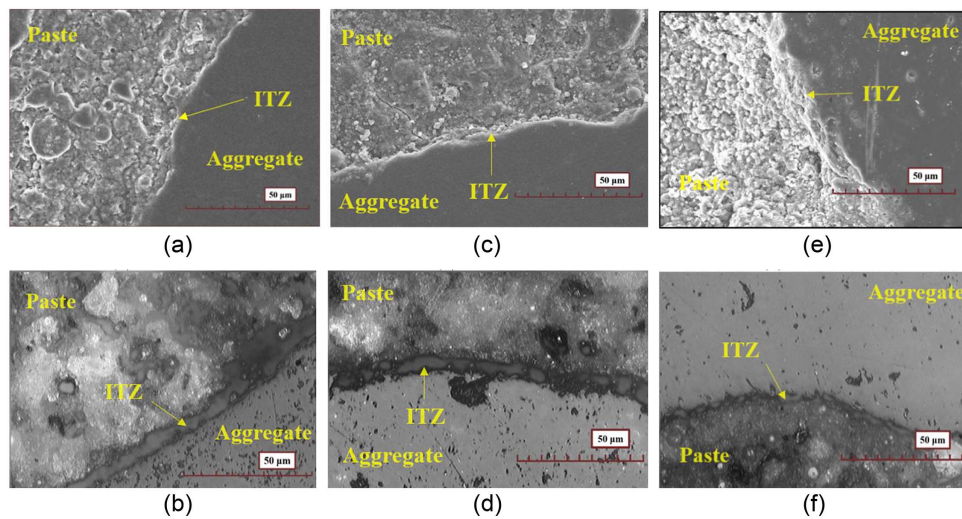 Paste
ITZ
Aggregate
50 µm
(a)
Paste
ITZ
Aggregate
50 µm
(c)
Aggregate
ITZ
Paste
50 µm
(e)
Paste
ITZ
Aggregate
50 µm
(b)
Paste
ITZ
Aggregate
50 µm
(d)
Aggregate
ITZ
Paste
50 µm
(f)